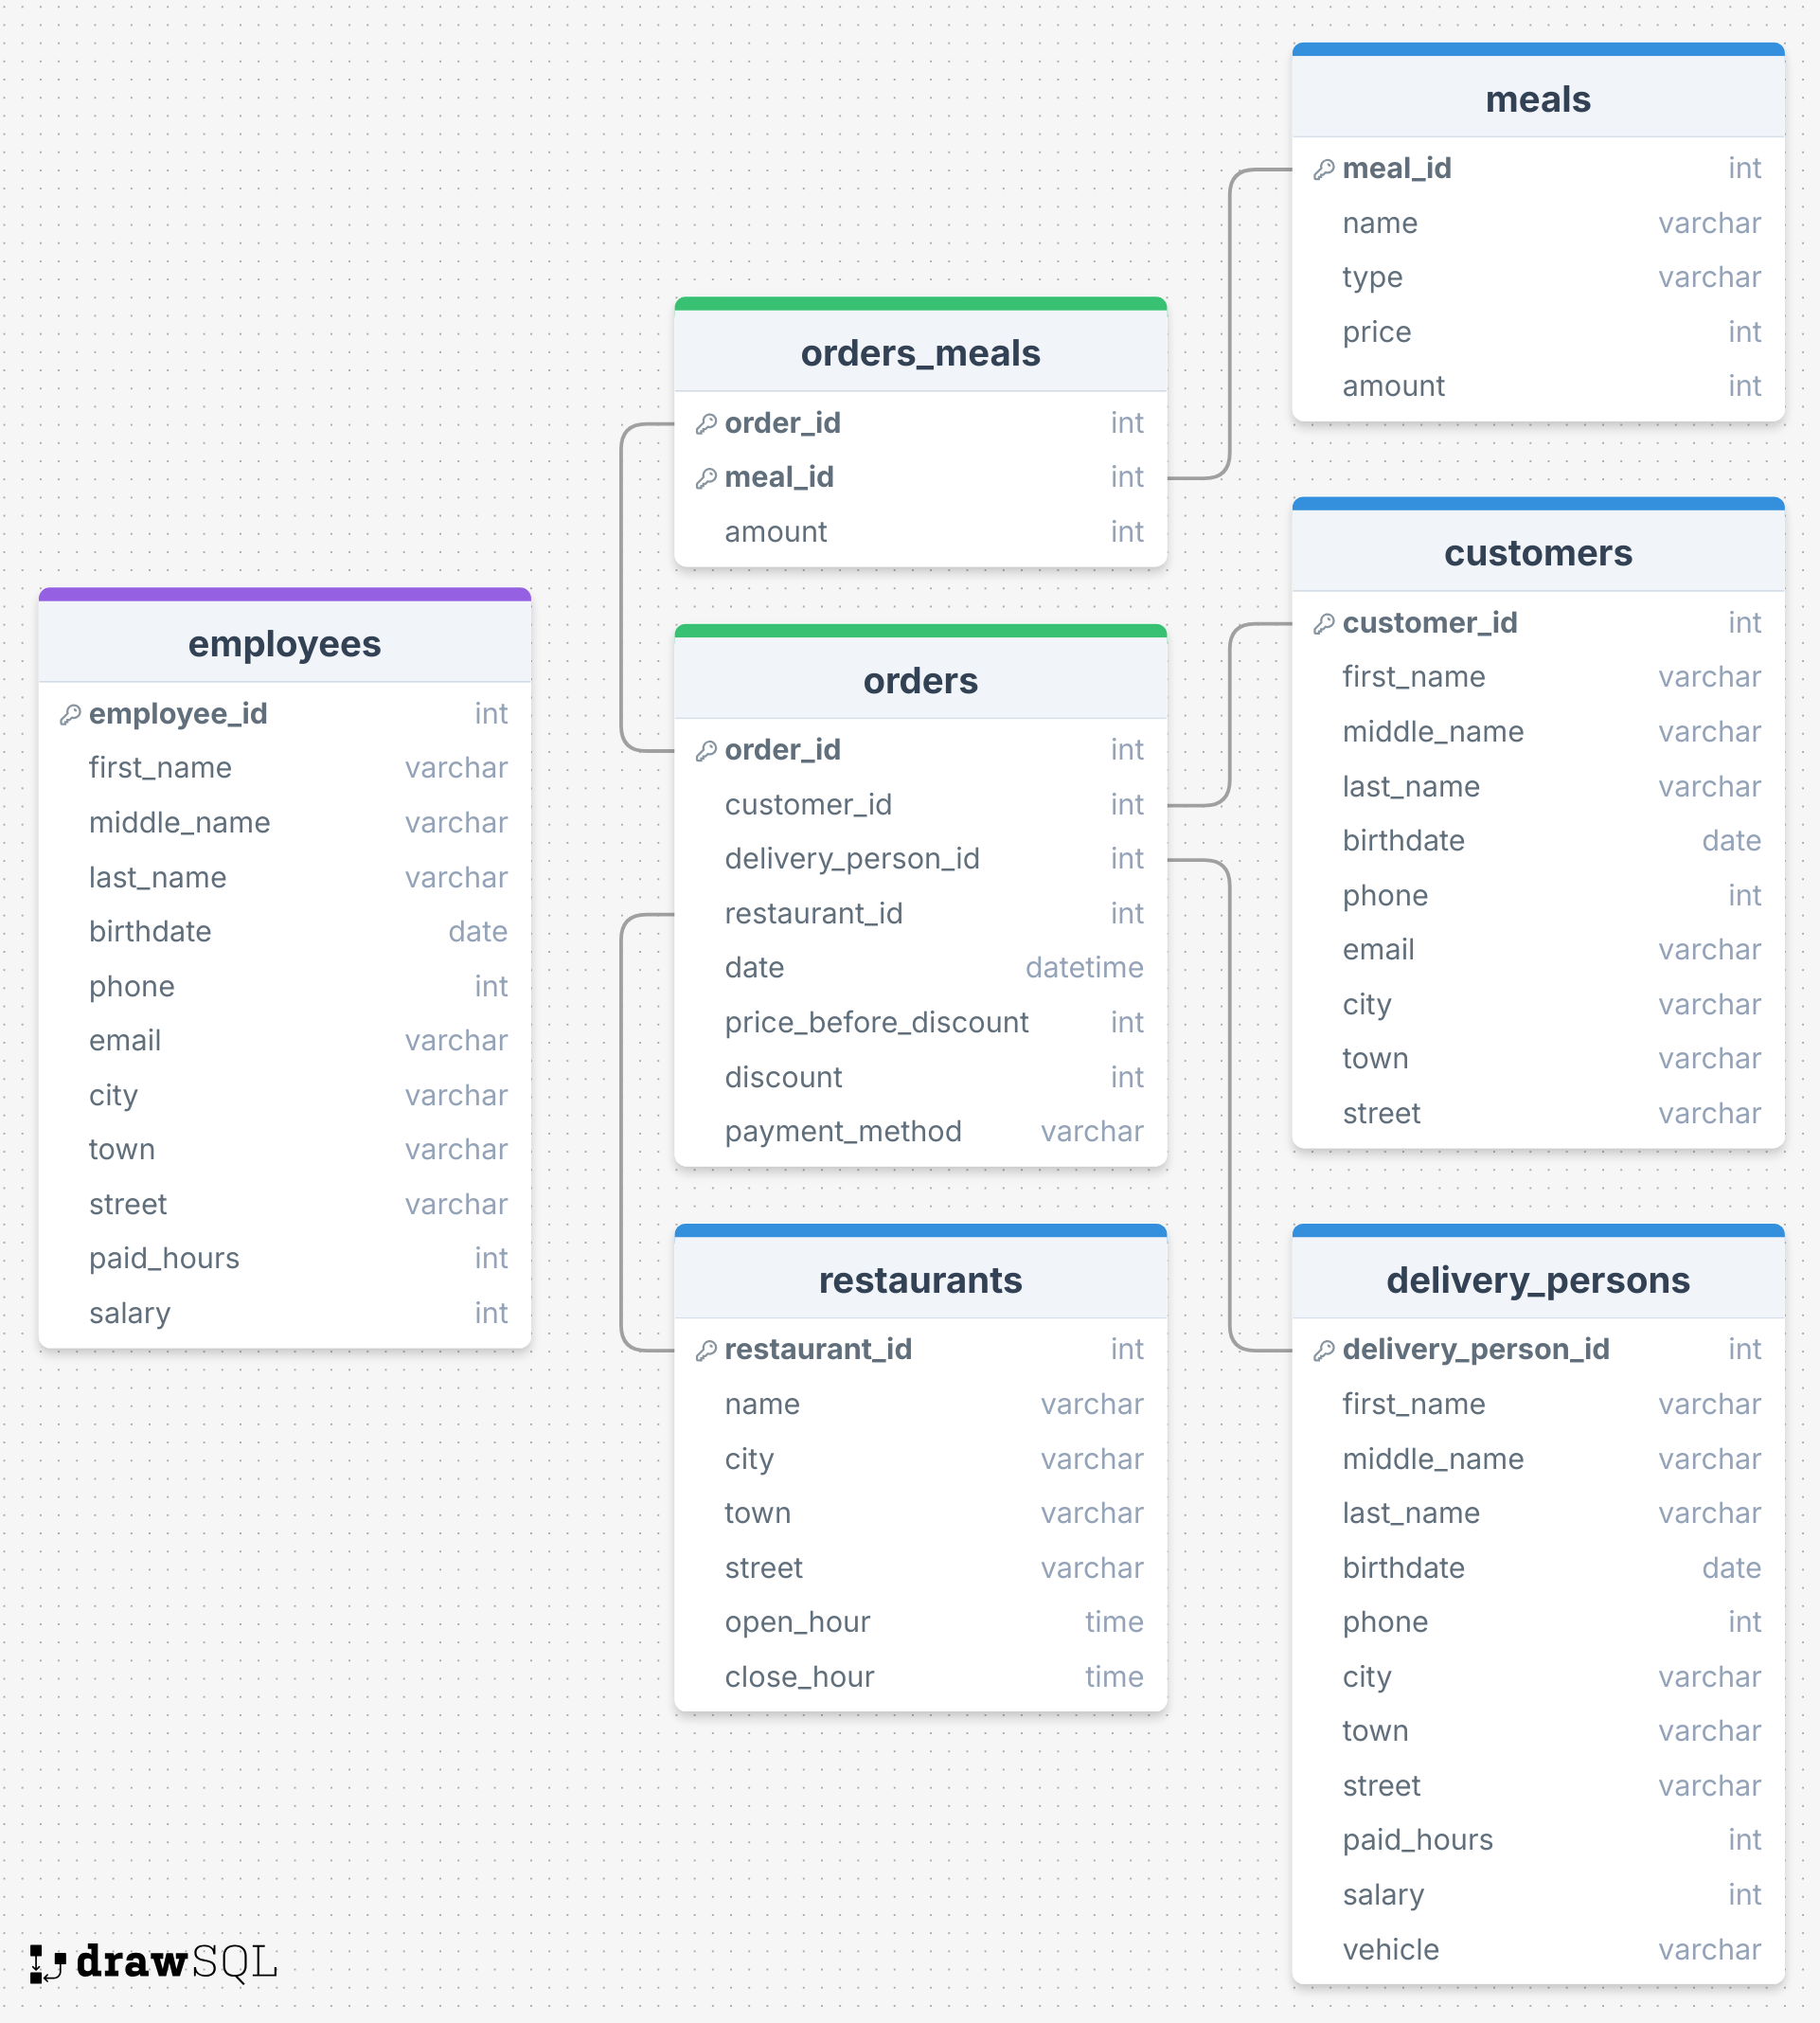 meals
meal_id int
name varchar
type varchar
price int
amount int
orders_meals
order_id int
meal_id int
amount int
customers
customer_id int
first_name varchar
middle_name varchar
last_name varchar
birthdate date
phone int
email varchar
city varchar
town varchar
street varchar
employees
employee_id int
first_name varchar
middle_name varchar
last_name varchar
birthdate date
phone int
email varchar
city varchar
town varchar
street varchar
paid_hours int
salary int
orders
order_id int
customer_id int
delivery_person_id int
restaurant_id int
date datetime
price_before_discount int
discount int
payment_method varchar
restaurants
restaurant_id int
name varchar
city varchar
town varchar
street varchar
open_hour time
close_hour time
delivery_persons
delivery_person_id int
first_name varchar
middle_name varchar
last_name varchar
birthdate date
phone int
city varchar
town varchar
street varchar
paid_hours int
salary int
vehicle varchar
drawSQL